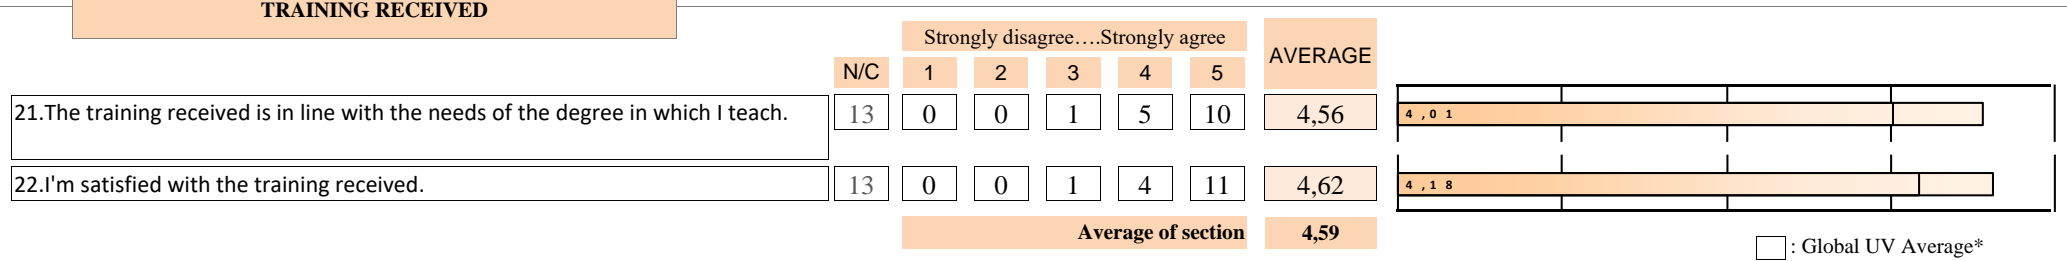 TRAINING RECEIVED
Strongly disagree….Strongly agree
AVERAGE
N/C 1 2 3 4 5
21.The training received is in line with the needs of the degree in which I teach. 13 0 0 1 5 10 4,56 4,01
22.I'm satisfied with the training received. 13 0 0 1 4 11 4,62 4,18
Average of section 4,59
: Global UV Average*